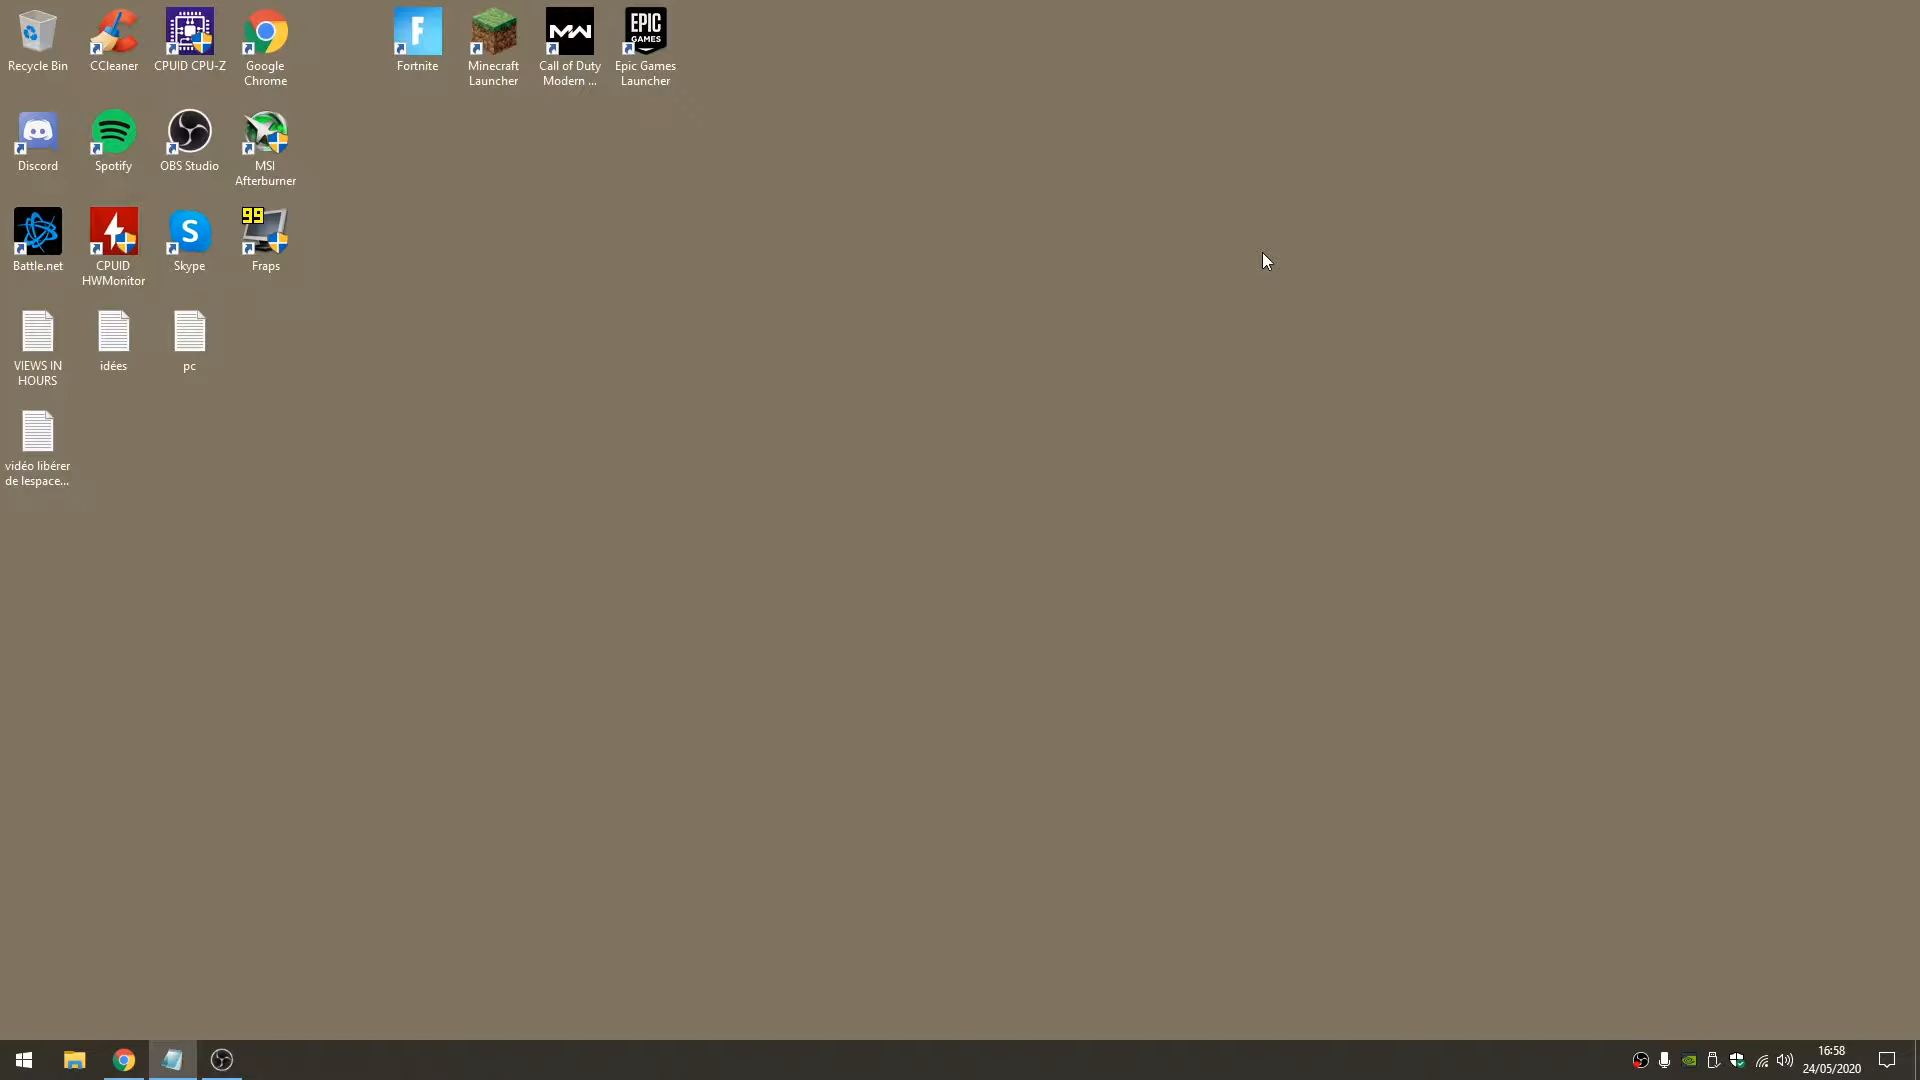 Recycle Bin
CCleaner
CPUID CPU-Z
Google
Chrome
F
Fortnite
Minecraft
Launcher
MW
Call of Duty
Modern ...
EPIC
GAMES
Epic Games
Launcher
Discord
Spotify
OBS Studio
MSI
Afterburner
Battle.net
CPUID
HWMonitor
S
Skype
99
Fraps
VIEWS IN
HOURS
idées
pc
vidéo libérer
de lespace...
16:58
24/05/2020